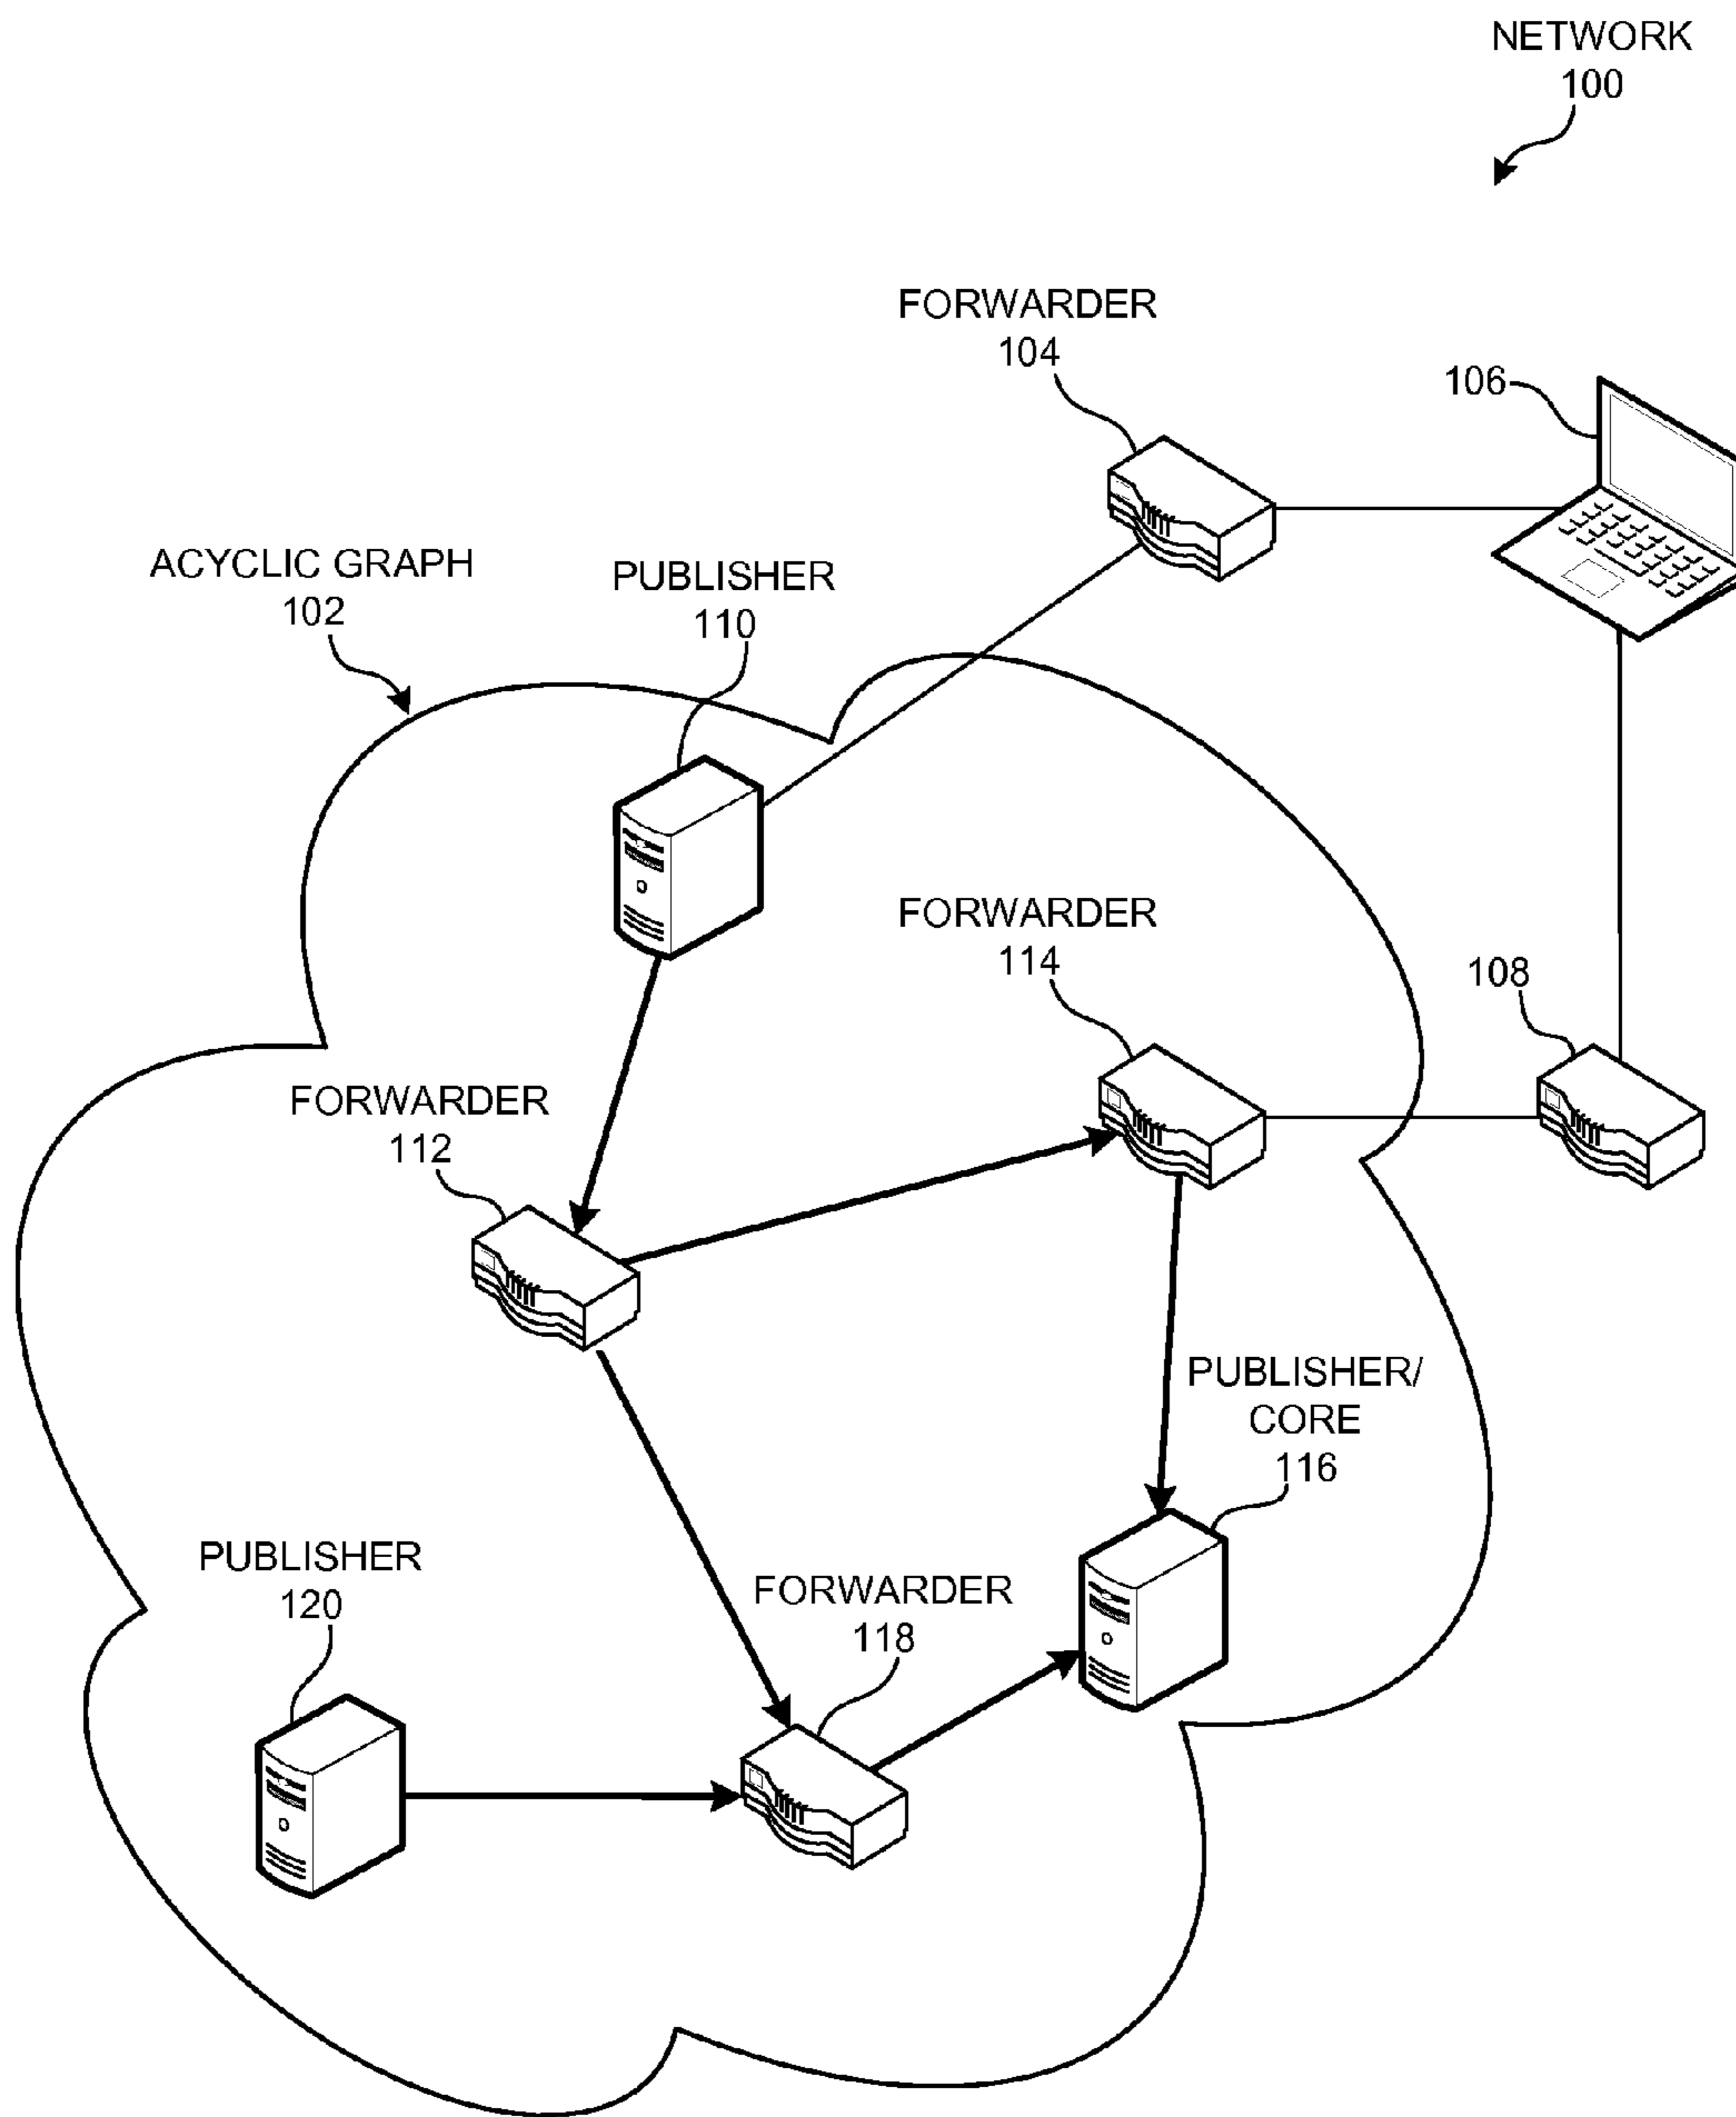 NETWORK
100
FORWARDER
104
106
ACYCLIC GRAPH
102
PUBLISHER
110
FORWARDER
114
108
FORWARDER
112
PUBLISHER/
CORE
116
PUBLISHER
120
FORWARDER
118